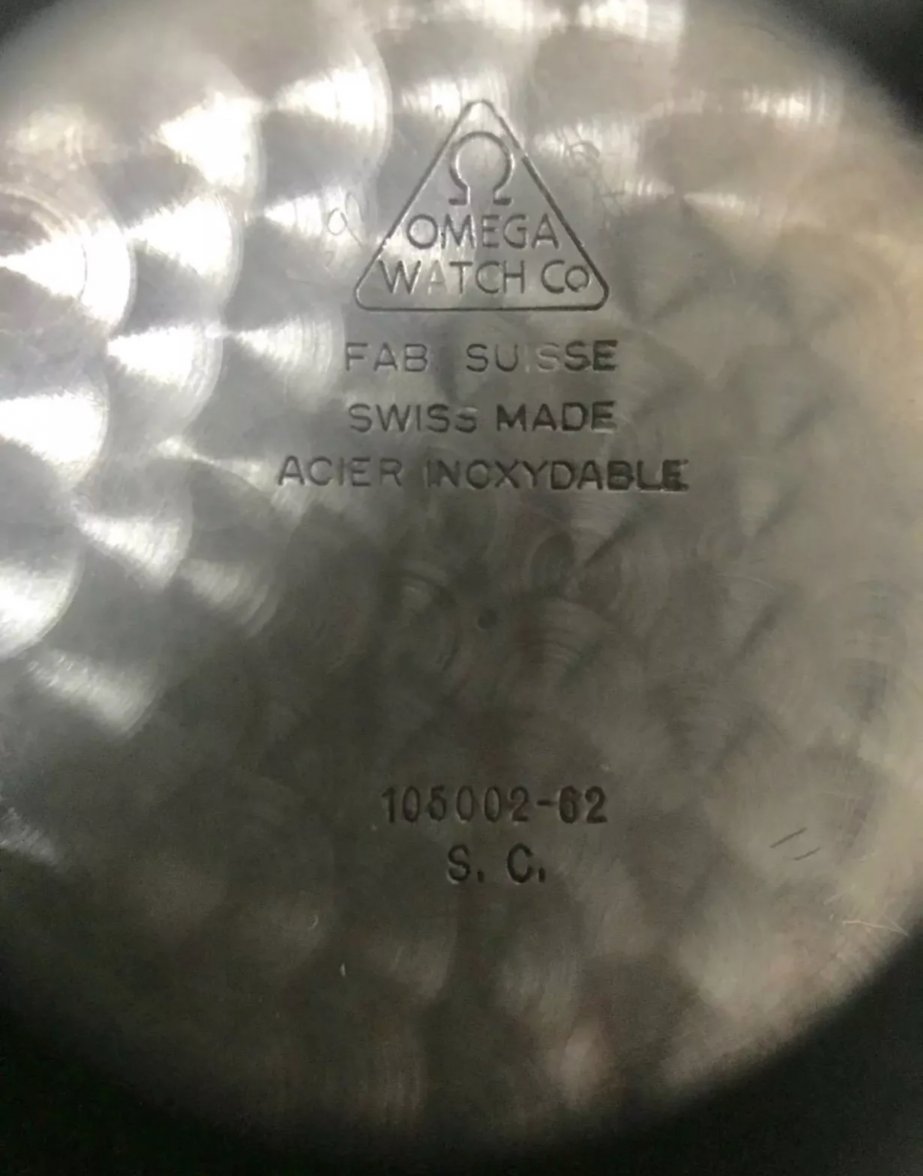 Ω
OMEGA
WATCH Co
FAB. SUISSE
SWISS MADE
ACIER INOXYDABLE
105002-62
S. C.